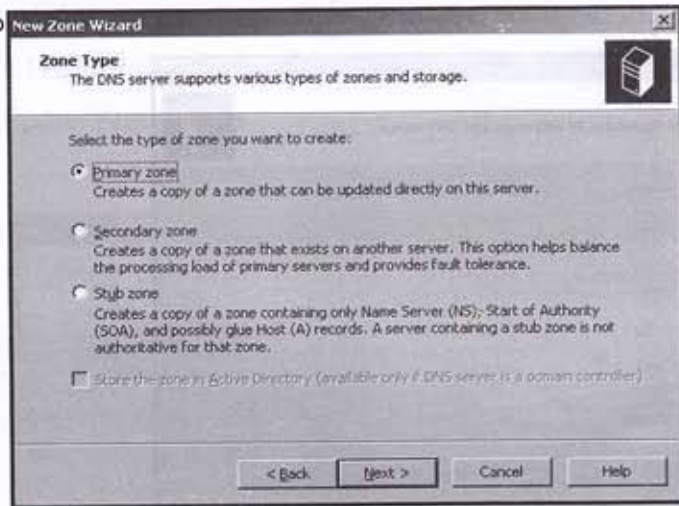 New Zone Wizard
Zone Type
The DNS server supports various types of zones and storage.
Select the type of zone you want to create:
Primary zone
Creates a copy of a zone that can be updated directly on this server.
Secondary zone
Creates a copy of a zone that exists on another server. This option helps balance
the processing load of primary servers and provides fault tolerance.
Stub zone
Creates a copy of a zone containing only Name Server (NS), Start of Authority
(SOA), and possibly glue Host (A) records. A server containing a stub zone is not
authoritative for that zone.
Store the zone in Active Directory (available only if DNS server is a domain controller)
< Back
Next >
Cancel
Help